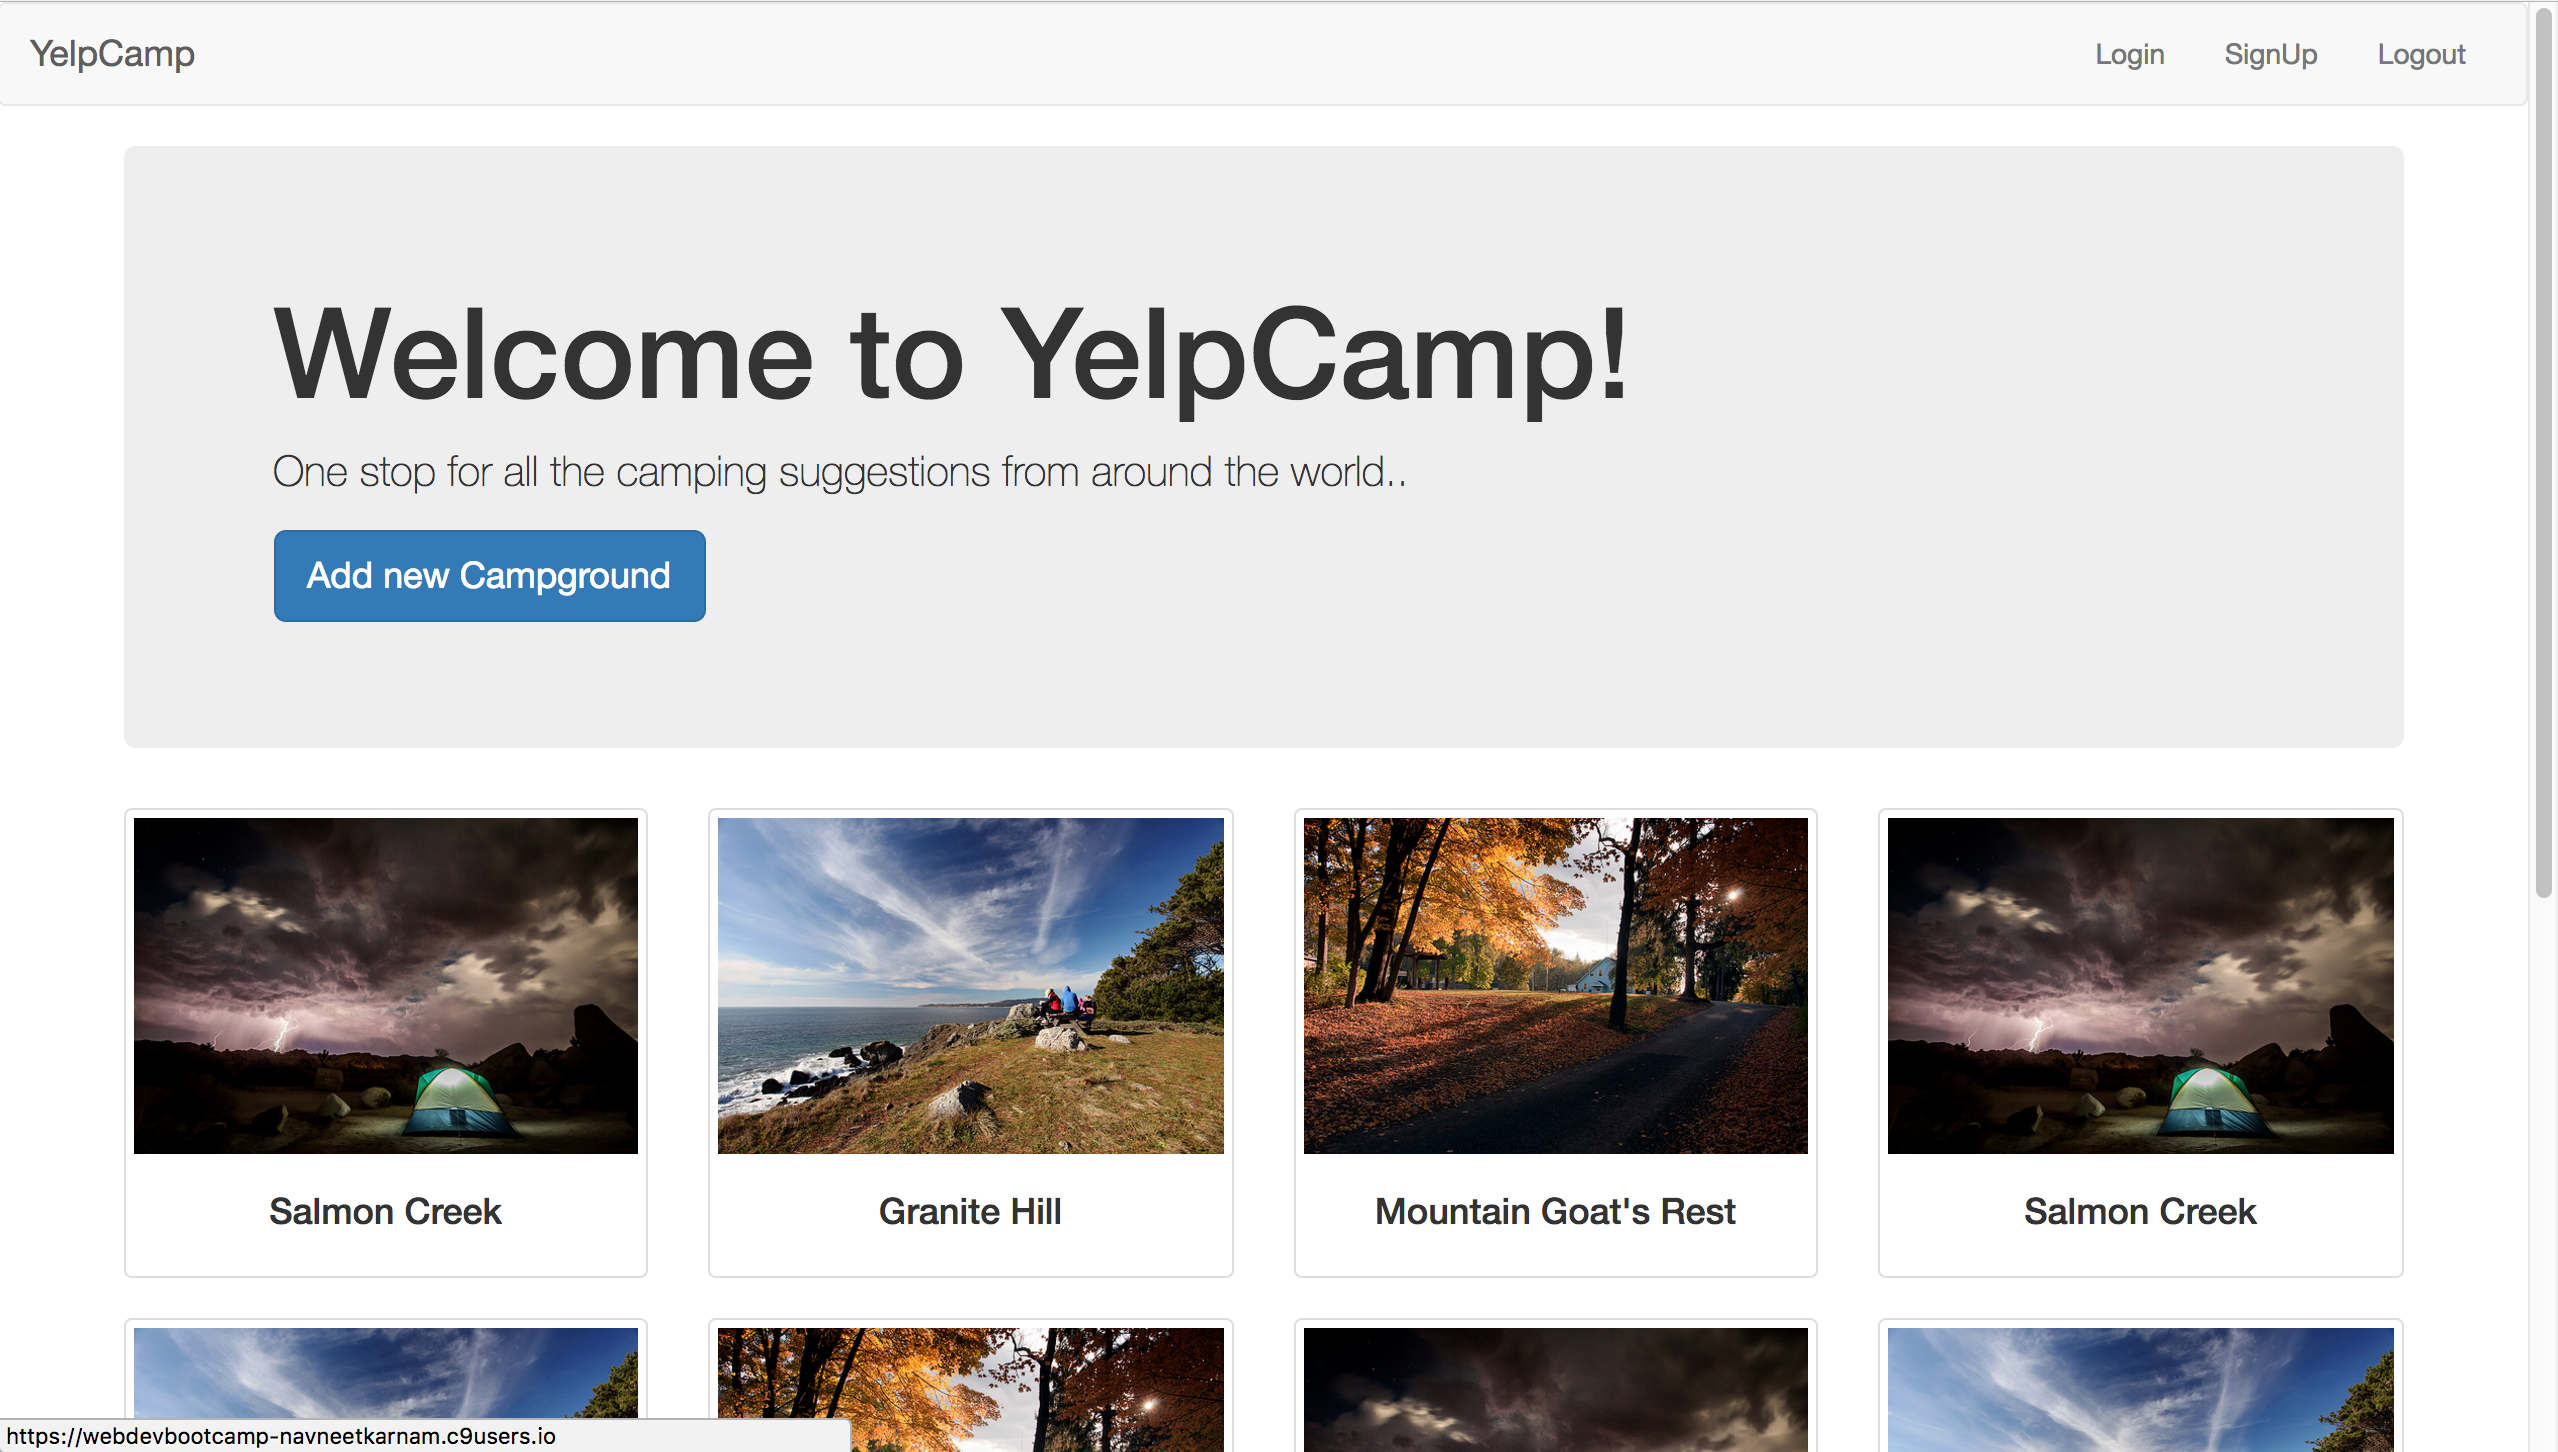 YelpCamp
Login SignUp Logout
Welcome to YelpCamp!
One stop for all the camping suggestions from around the world..
Add new Campground
Salmon Creek
Granite Hill
Mountain Goat's Rest
Salmon Creek
https://webdevbootcamp-navneetkarnam.c9users.io